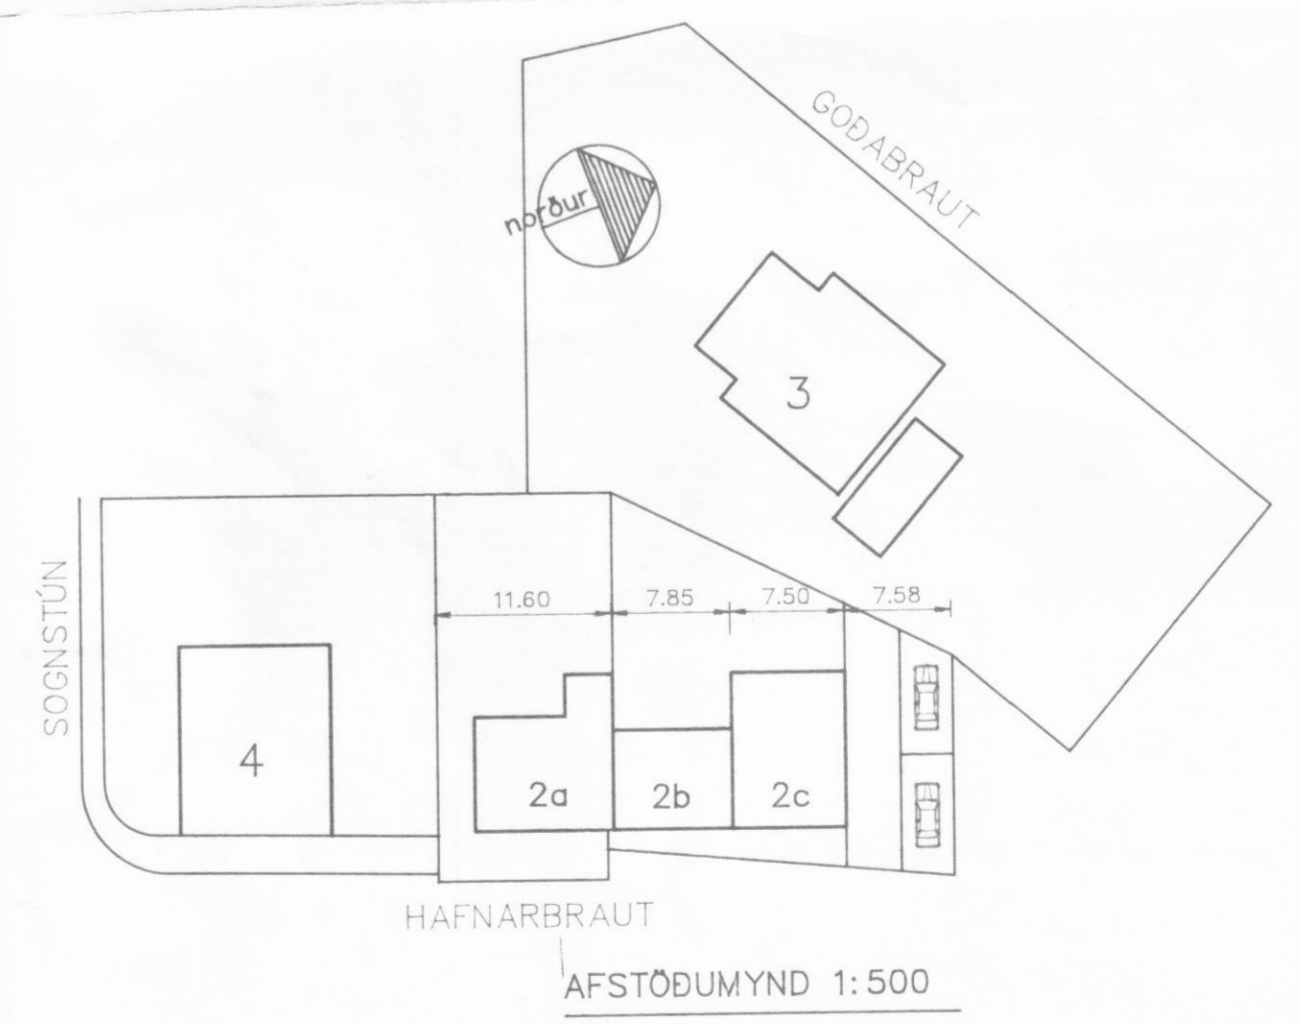 GOÐABRAUT
norður
3
11.60 7.85 7.50 7.58
SOGNSTÚN
4
2a 2b 2c
HAFNARBRAUT
AFSTÖÐUMYND 1:500